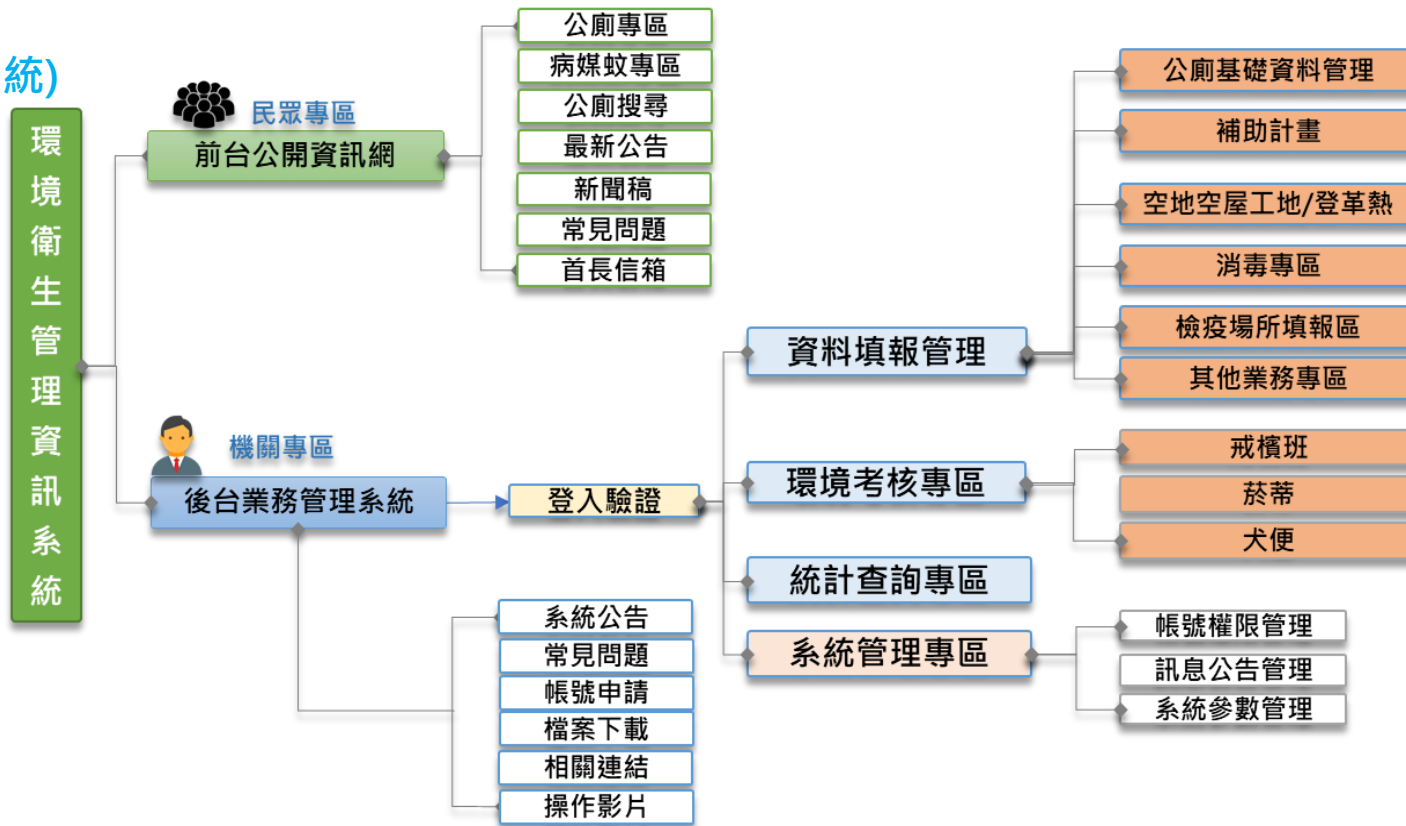 統)
環境衛生管理資訊系統
民眾專區
前台公開資訊網
公廁專區
病媒蚊專區
公廁搜尋
最新公告
新聞稿
常見問題
首長信箱
機關專區
後台業務管理系統
登入驗證
系統公告
常見問題
帳號申請
檔案下載
相關連結
操作影片
資料填報管理
公廁基礎資料管理
補助計畫
空地空屋工地/登革熱
消毒專區
檢疫場所填報區
其他業務專區
環境考核專區
戒檳班
菸蒂
犬便
統計查詢專區
系統管理專區
帳號權限管理
訊息公告管理
系統參數管理